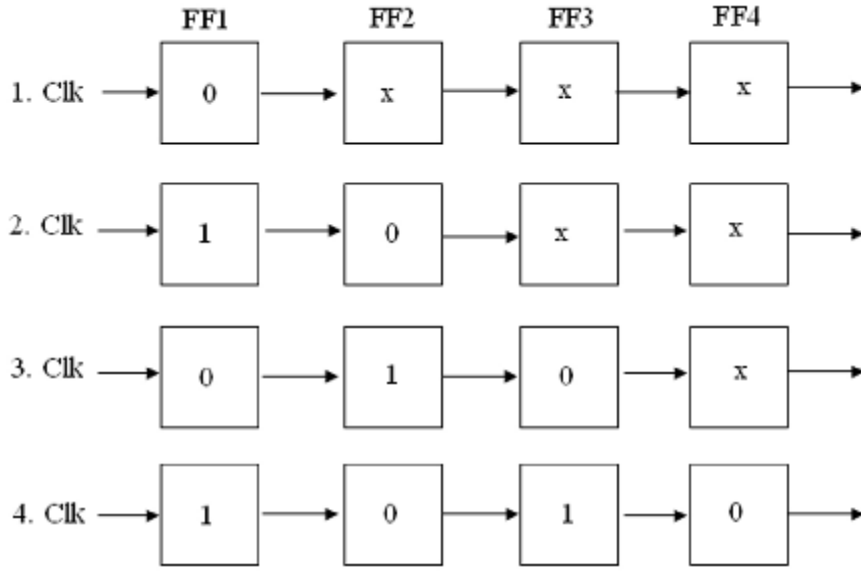 FF1 FF2 FF3 FF4
1. Clk 0 x x x
2. Clk 1 0 x x
3. Clk 0 1 0 x
4. Clk 1 0 1 0